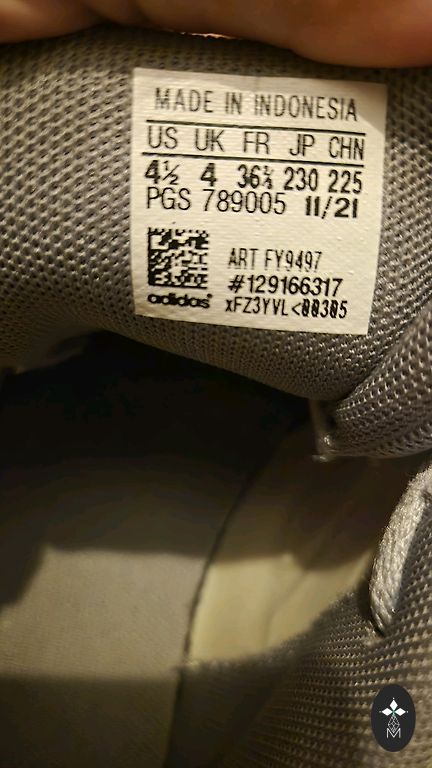 MADE IN INDONESIA
US UK FR JP CHN
4½ 4 36⅔ 230 225
PGS 789005 11/21
ART FY9497
#129166317
adidas xFZ3YVL<00305
M